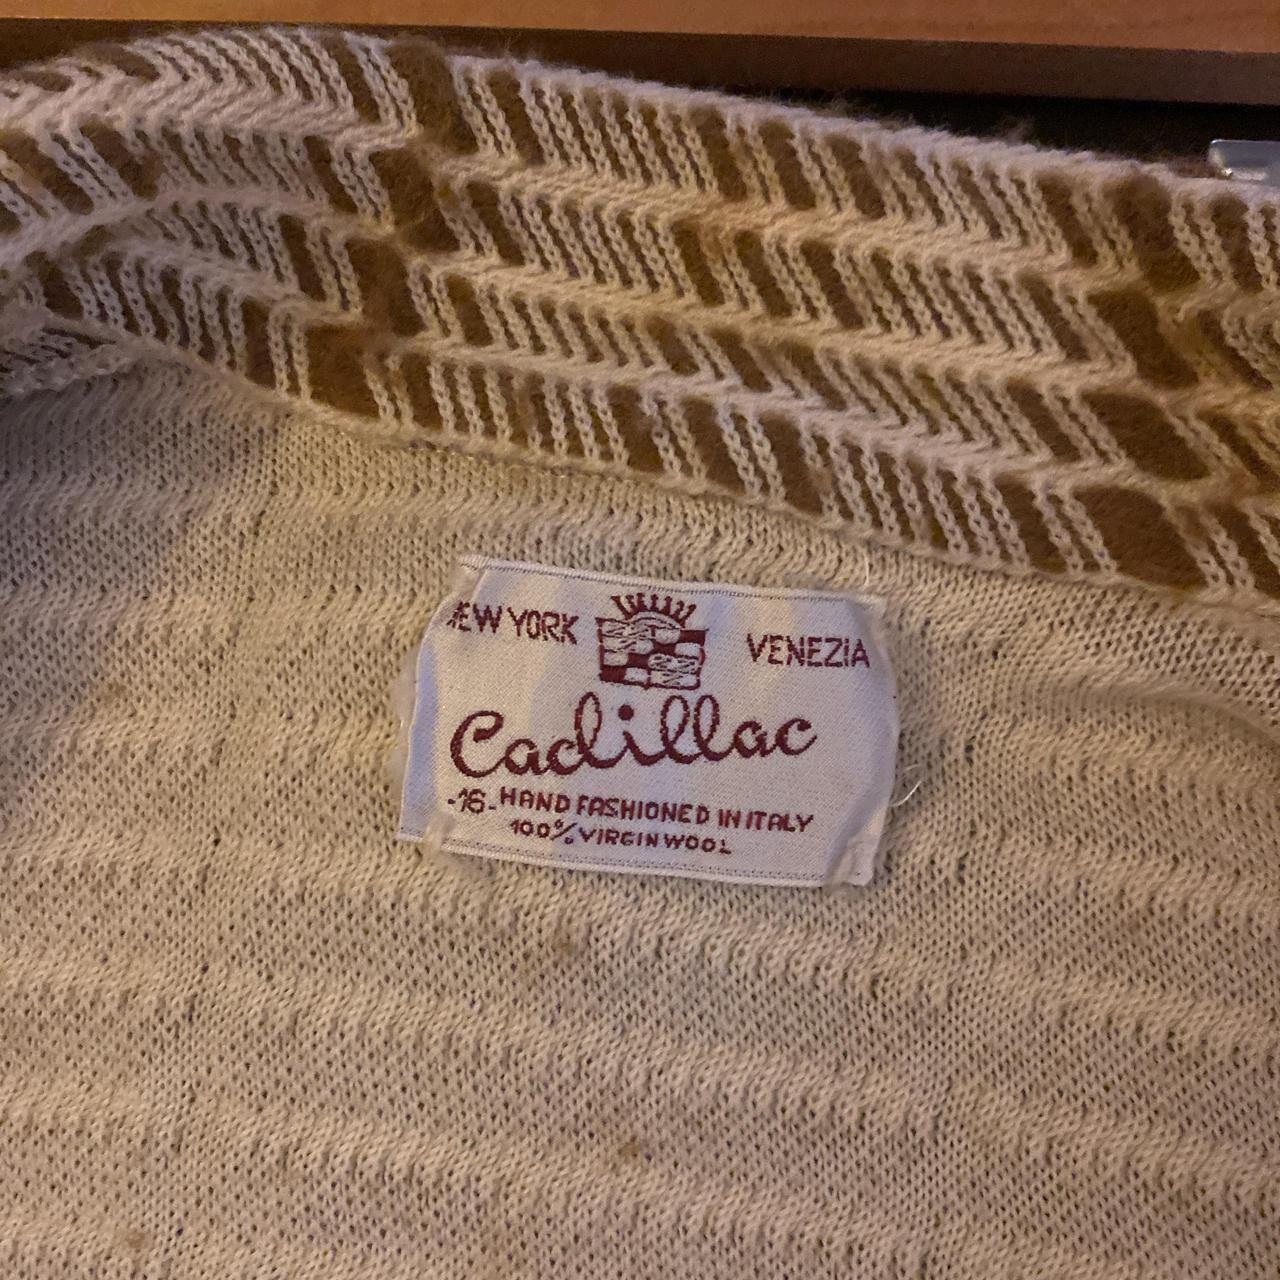 NEW YORK VENEZIA
Cadillac
-16- HAND FASHIONED IN ITALY
100% VIRGIN WOOL